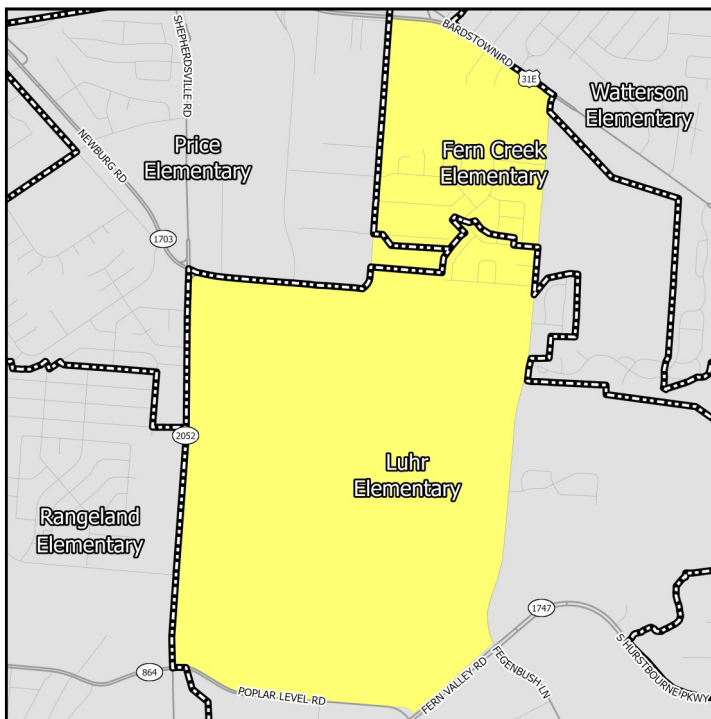 SHEPHERDSVILLE RD
BARDSTOWN RD
31E
Watterson
Elementary
Price
Elementary
Fern Creek
Elementary
NEWBURG RD
1703
2052
Luhr
Elementary
Rangeland
Elementary
1747
864
POPLAR LEVEL RD
FERN VALLEY RD
FEGENBUSH LN
S HURSTBOURNE PKWY